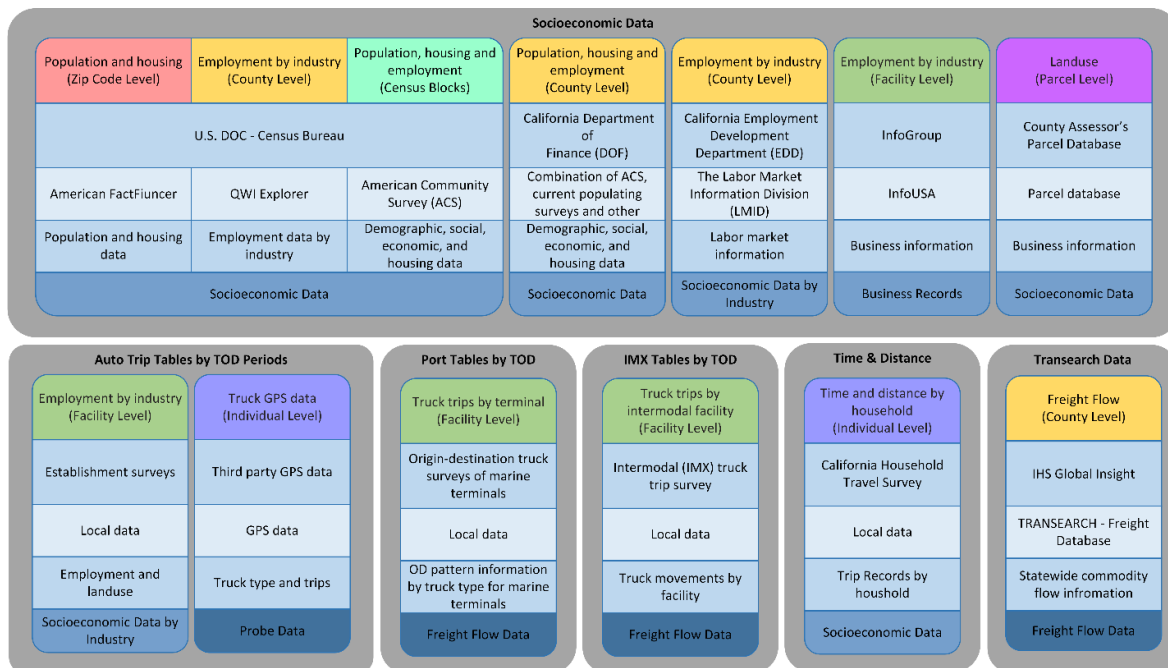 Socioeconomic Data
Population and housing
(Zip Code Level)
Employment by industry
(County Level)
Population, housing and
employment
(Census Blocks)
Population, housing and
employment
(County Level)
Employment by industry
(County Level)
Employment by industry
(Facility Level)
Landuse
(Parcel Level)
U.S. DOC - Census Bureau
California Department
of
Finance (DOF)
California Employment
Development
Department (EDD)
InfoGroup
County Assessor's
Parcel Database
American FactFiuncer
QWI Explorer
American Community
Survey (ACS)
Combination of ACS,
current populating
surveys and other
The Labor Market
Information Division
(LMID)
InfoUSA
Parcel database
Population and housing
data
Employment data by
industry
Demographic, social,
economic, and
housing data
Demographic, social,
economic, and
housing data
Labor market
information
Business information
Business information
Socioeconomic Data
Socioeconomic Data
Socioeconomic Data by
Industry
Business Records
Socioeconomic Data
Auto Trip Tables by TOD Periods
Employment by industry
(Facility Level)
Truck GPS data
(Individual Level)
Establishment surveys
Third party GPS data
Local data
GPS data
Employment and
landuse
Truck type and trips
Socioeconomic Data by
Industry
Probe Data
Port Tables by TOD
Truck trips by terminal
(Facility Level)
Origin-destination truck
surveys of marine
terminals
Local data
OD pattern information
by truck type for marine
terminals
Freight Flow Data
IMX Tables by TOD
Truck trips by
intermodal facility
(Facility Level)
Intermodal (IMX) truck
trip survey
Local data
Truck movements by
facility
Freight Flow Data
Time & Distance
Time and distance by
household
(Individual Level)
California Household
Travel Survey
Local data
Trip Records by
houshold
Socioeconomic Data
Transearch Data
Freight Flow
(County Level)
IHS Global Insight
TRANSEARCH - Freight
Database
Statewide commodity
flow infromation
Freight Flow Data